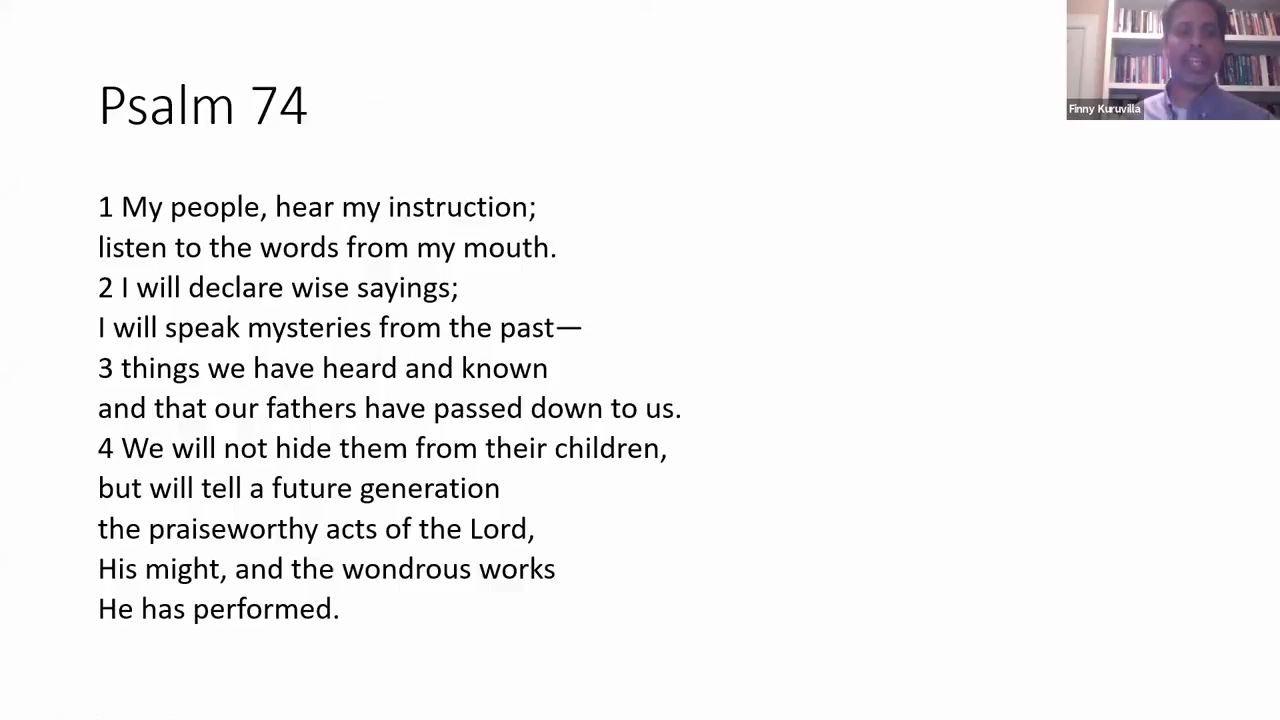 Psalm 74
Finny Kuruvilla
1 My people, hear my instruction;
listen to the words from my mouth.
2 I will declare wise sayings;
I will speak mysteries from the past—
3 things we have heard and known
and that our fathers have passed down to us.
4 We will not hide them from their children,
but will tell a future generation
the praiseworthy acts of the Lord,
His might, and the wondrous works
He has performed.